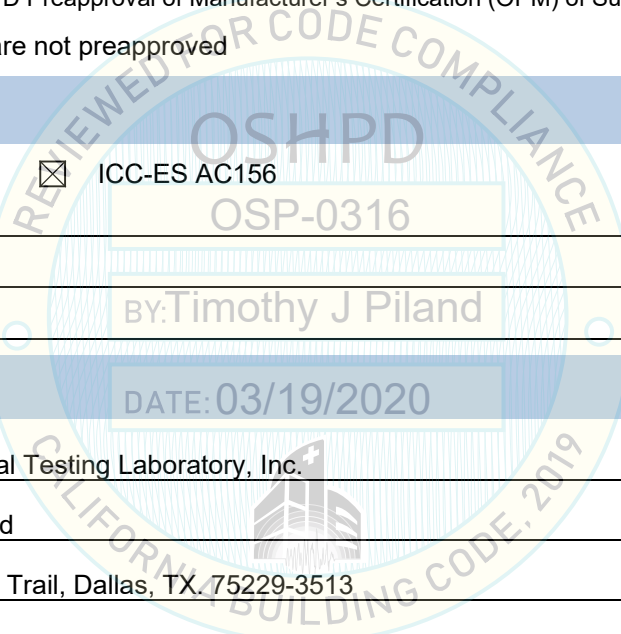 D Preapproval of Manufacturer's Certification (OPM) of Su
are not preapproved
REVIEWED FOR CODE COMPLIANCE
OSHPD
ICC-ES AC156
OSP-0316
BY: Timothy J Piland
DATE: 03/19/2020
al Testing Laboratory, Inc.
d
Trail, Dallas, TX. 75229-3513
CALIFORNIA BUILDING CODE, 2019